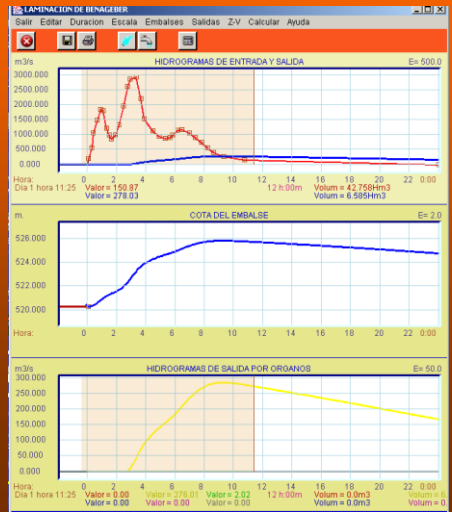 LAMINACION DE BENAGEBER
Salir Editar Duracion Escala Embalses Salidas Z-V Calcular Ayuda
m3/s HIDROGRAMAS DE ENTRADA Y SALIDA E= 500.0
3000.000
2500.000
2000.000
1500.000
1000.000
500.000
0.000
Hora: 0 2 4 6 8 10 12 14 16 18 20 22 0:00
Dia 1 hora 11:25 Valor = 150.87 12 h:00m Volum = 42.758Hm3
Valor = 278.03 Volum = 6.585Hm3
m. COTA DEL EMBALSE E= 2.0
526.000
524.000
522.000
520.000
Hora: 0 2 4 6 8 10 12 14 16 18 20 22 0:00
m3/s HIDROGRAMAS DE SALIDA POR ORGANOS E= 50.0
300.000
250.000
200.000
150.000
100.000
50.000
0.000
Hora: 0 2 4 6 8 10 12 14 16 18 20 22 0:00
Dia 1 hora 11:25 Valor = 0.00 Valor = 276.01 Valor = 2.02 12 h:00m Volum = 0.0m3 Volum = 6.
Valor = 0.00 Valor = 0.00 Valor = 0.00 Volum = 0.0m3 Volum = 0.